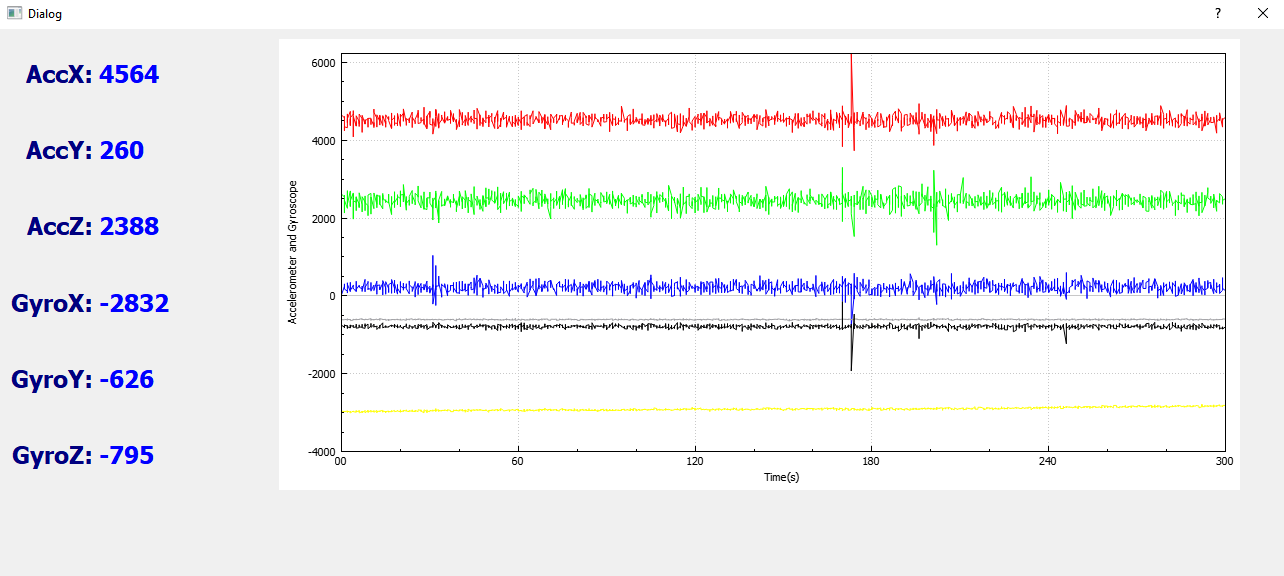 Dialog
?
AccX: 4564
AccY: 260
AccZ: 2388
GyroX: -2832
GyroY: -626
GyroZ: -795
Accelerometer and Gyroscope
6000
4000
2000
0
-2000
-4000
00 60 120 180 240 300
Time(s)